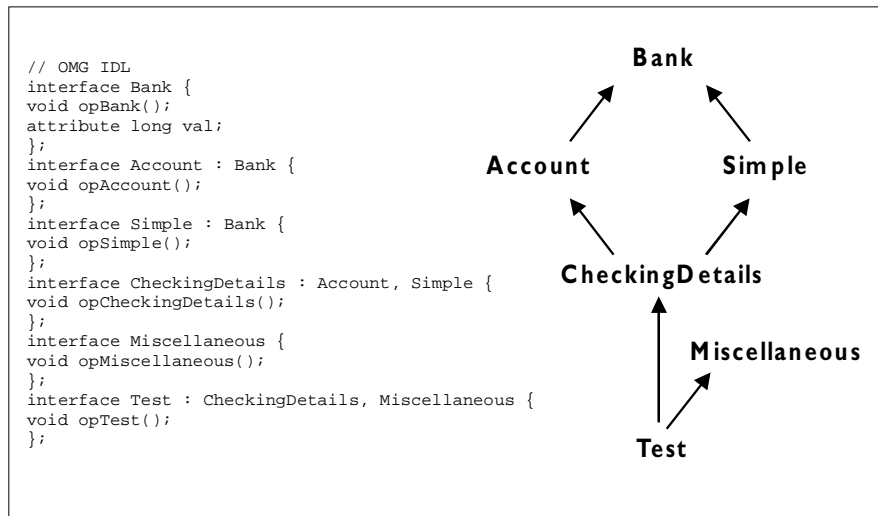 // OMG IDL
interface Bank {
void opBank();
attribute long val;
};
interface Account : Bank {
void opAccount();
};
interface Simple : Bank {
void opSimple();
};
interface CheckingDetails : Account, Simple {
void opCheckingDetails();
};
interface Miscellaneous {
void opMiscellaneous();
};
interface Test : CheckingDetails, Miscellaneous {
void opTest();
};
Bank
Account
Simple
CheckingDetails
Miscellaneous
Test